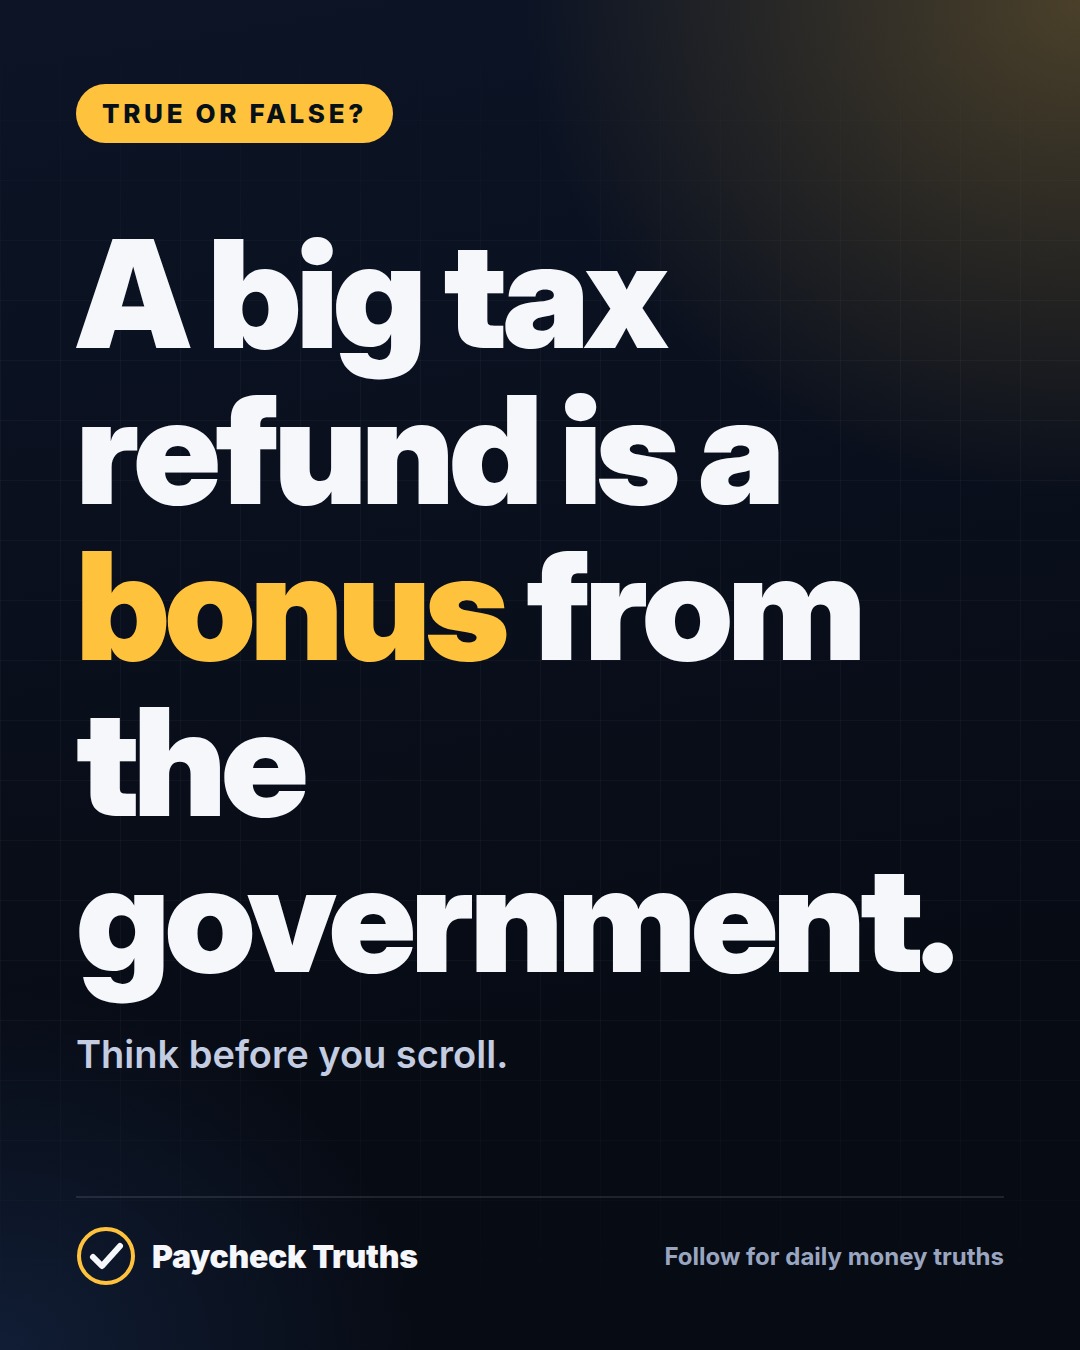 TRUE OR FALSE?
A big tax
refund is a
bonus from
the
government.
Think before you scroll.
Paycheck Truths
Follow for daily money truths